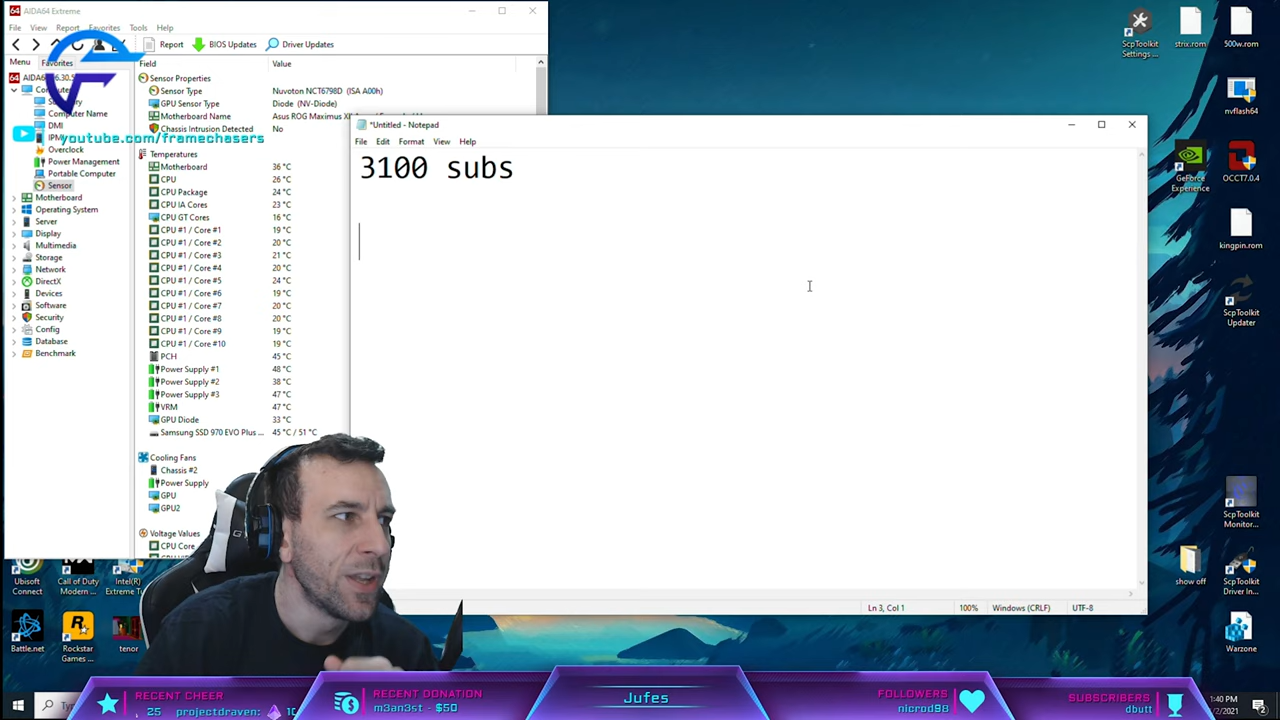 AIDA64 Extreme
File View Report Favorites Tools Help
Report BIOS Updates Driver Updates
Menu Favorites
Field Value
Computer Name
DMI
Overclock
Power Management
Portable Computer
Sensor
Motherboard
Operating System
Server
Display
Multimedia
Storage
Network
DirectX
Devices
Software
Security
Config
Database
Benchmark
youtube.com/framechasers
Sensor Properties
Sensor Type Nuvoton NCT6798D (ISA A00h)
GPU Sensor Type Diode (NV-Diode)
Motherboard Name Asus ROG Maximus
Chassis Intrusion Detected No
Temperatures
Motherboard 36 °C
CPU 26 °C
CPU Package 24 °C
CPU IA Cores 23 °C
CPU GT Cores 16 °C
CPU #1 / Core #1 19 °C
CPU #1 / Core #2 20 °C
CPU #1 / Core #3 21 °C
CPU #1 / Core #4 20 °C
CPU #1 / Core #5 24 °C
CPU #1 / Core #6 19 °C
CPU #1 / Core #7 20 °C
CPU #1 / Core #8 20 °C
CPU #1 / Core #9 19 °C
CPU #1 / Core #10 19 °C
PCH 45 °C
Power Supply #1 48 °C
Power Supply #2 38 °C
Power Supply #3 47 °C
VRM 47 °C
GPU Diode 33 °C
Samsung SSD 970 EVO Plus ... 45 °C / 51 °C
Cooling Fans
Chassis #2
Power Supply
GPU
GPU2
Voltage Values
CPU Core
*Untitled - Notepad
File Edit Format View Help
3100 subs
Ln 3, Col 1 100% Windows (CRLF) UTF-8
ScpToolkit Settings ...
strix.rom
500w.rom
nvflash64
GeForce Experience
OCCT7.0.4
kingpin.rom
ScpToolkit Updater
ScpToolkit Monitor...
show off
ScpToolkit Driver In...
Warzone
Ubisoft Connect
Call of Duty Modern ...
Intel(R) Extreme Tu
Battle.net
Rockstar Games ...
tenor
RECENT CHEER
25 projectdraven:
RECENT DONATION
m3an3st - $50
Jufes
FOLLOWERS
nicrod98
SUBSCRIBERS
dbutt
1:40 PM
/2/2021